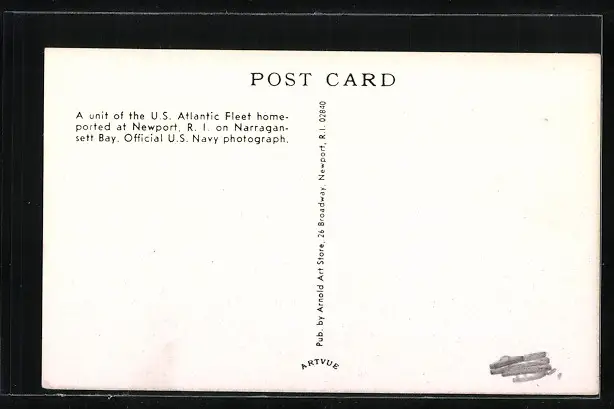 POST CARD
A unit of the U.S. Atlantic Fleet home-
ported at Newport, R. I. on Narragan-
sett Bay. Official U.S. Navy photograph.
Pub. by Arnold Art Store, 26 Broadway, Newport, R.I. 02840
ARTVUE